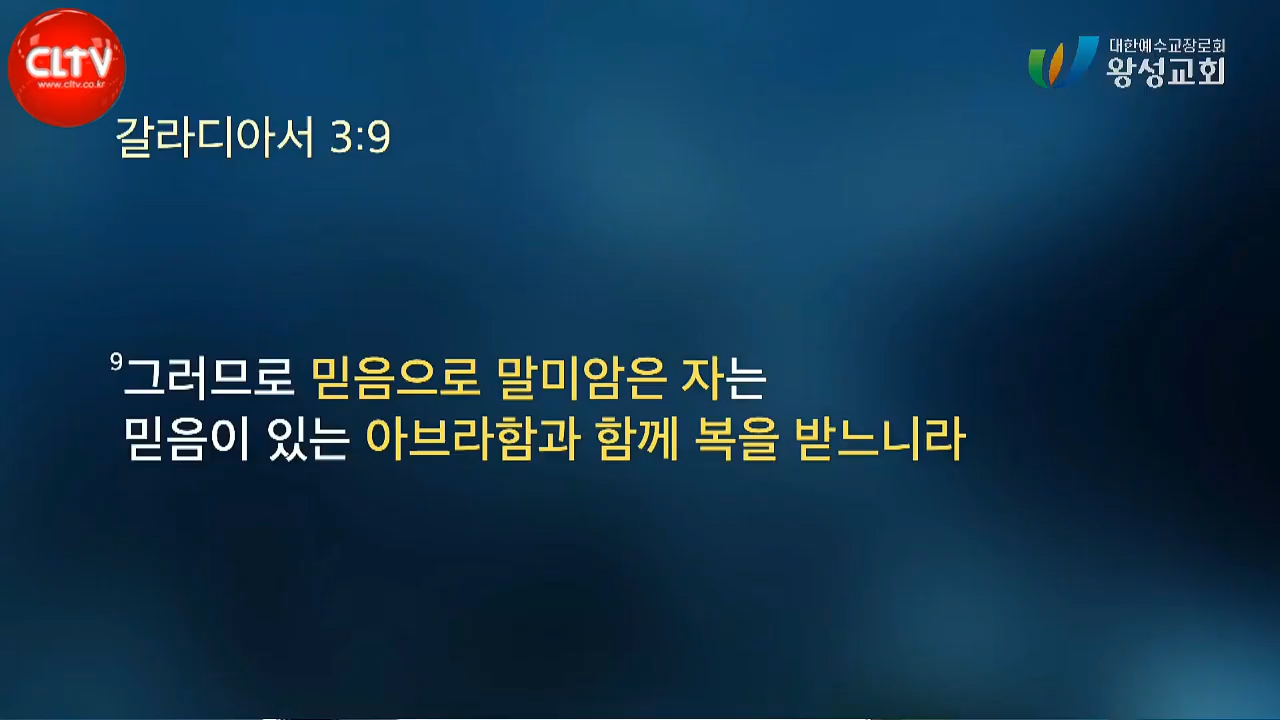 CLTV
www.cltv.co.kr
대한예수교장로회
왕성교회
갈라디아서 3:9
9그러므로 믿음으로 말미암은 자는
믿음이 있는 아브라함과 함께 복을 받느니라